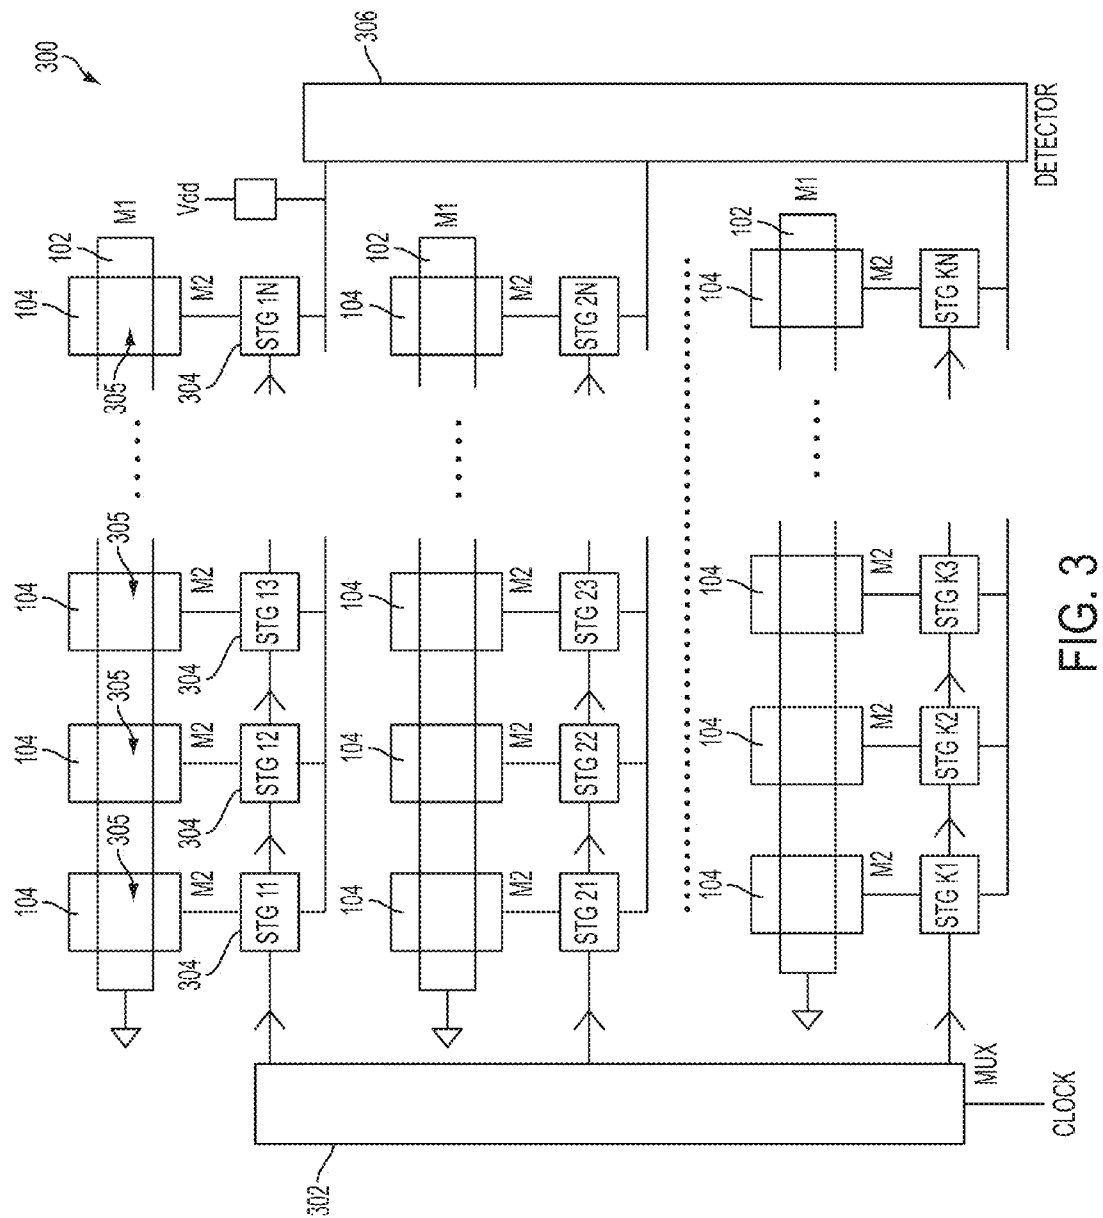 300
104
104
104
104
102
305
305
305
305
M1
304
M2
304
M2
304
M2
304
M2
Vdd
STG 11
STG 12
STG 13
STG 1N
302
306
104
104
104
104
102
M1
M2
M2
M2
M2
STG 21
STG 22
STG 23
STG 2N
104
104
104
104
102
M1
M2
M2
M2
M2
STG K1
STG K2
STG K3
STG KN
MUX
CLOCK
DETECTOR
FIG. 3